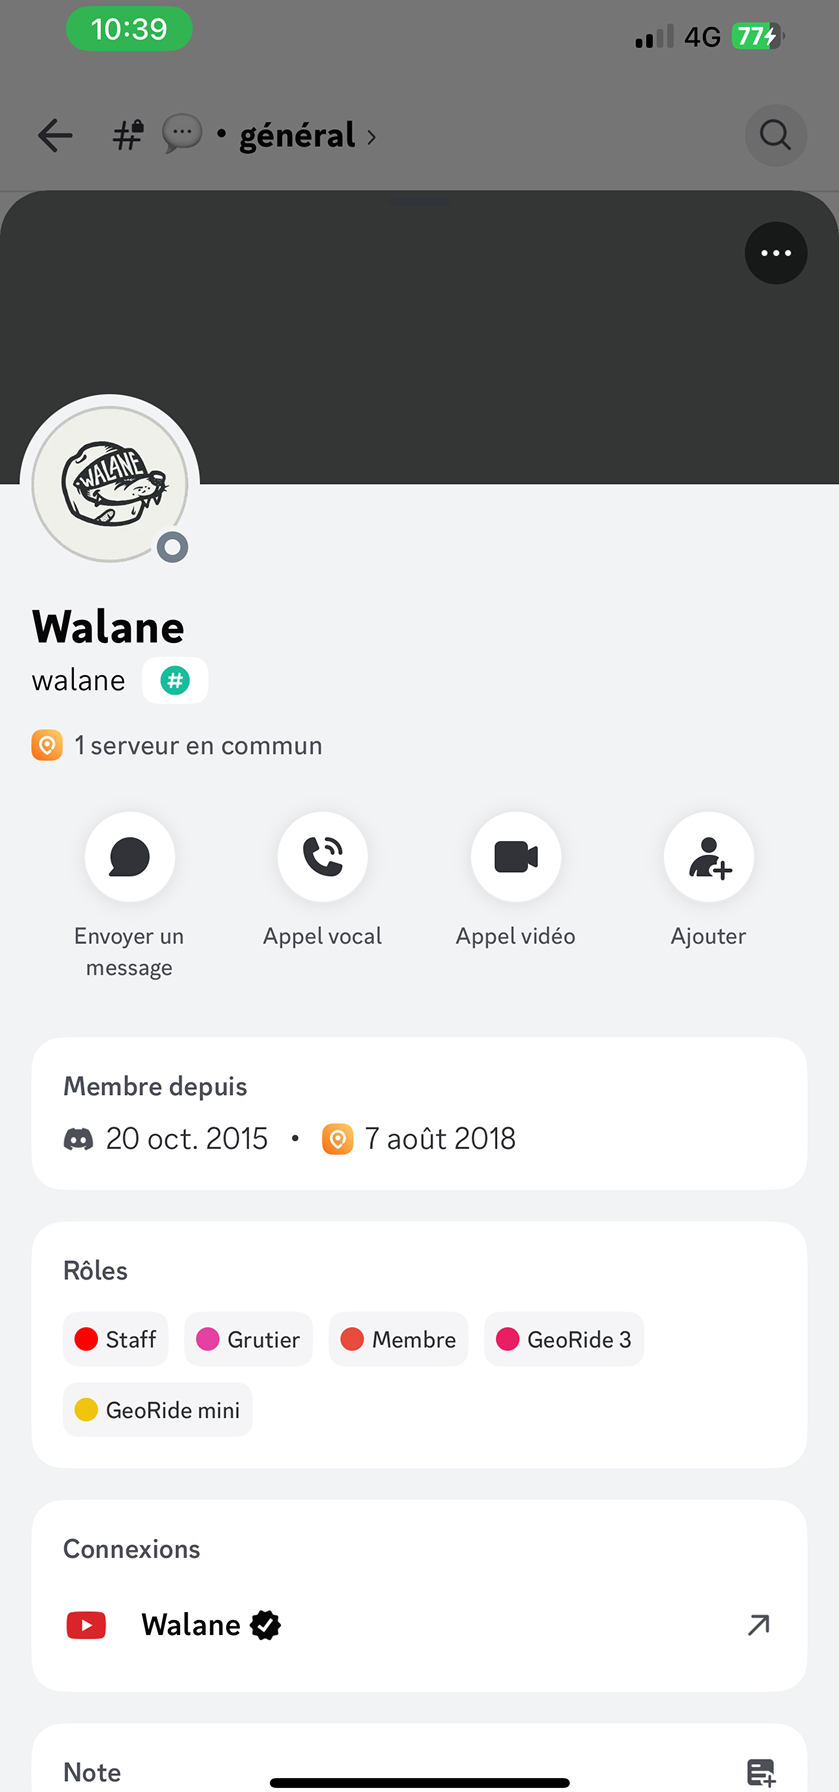 10:39
4G
77
# 💬 • général ›
WALANE
Walane
walane #
1 serveur en commun
Envoyer un
message
Appel vocal
Appel vidéo
Ajouter
Membre depuis
20 oct. 2015 • 7 août 2018
Rôles
Staff
Grutier
Membre
GeoRide 3
GeoRide mini
Connexions
Walane
Note